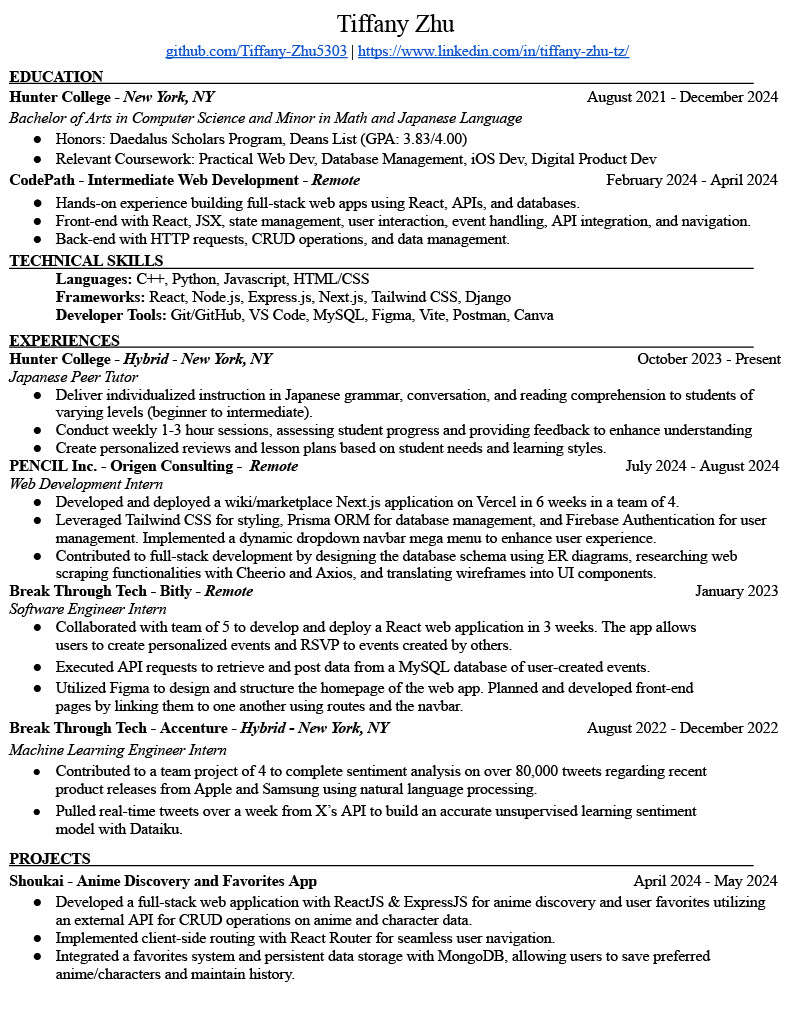 Tiffany Zhu
github.com/Tiffany-Zhu5303 | https://www.linkedin.com/in/tiffany-zhu-tz/
EDUCATION
Hunter College - New York, NY August 2021 - December 2024
Bachelor of Arts in Computer Science and Minor in Math and Japanese Language
● Honors: Daedalus Scholars Program, Deans List (GPA: 3.83/4.00)
● Relevant Coursework: Practical Web Dev, Database Management, iOS Dev, Digital Product Dev
CodePath - Intermediate Web Development - Remote February 2024 - April 2024
● Hands-on experience building full-stack web apps using React, APIs, and databases.
● Front-end with React, JSX, state management, user interaction, event handling, API integration, and navigation.
● Back-end with HTTP requests, CRUD operations, and data management.
TECHNICAL SKILLS
Languages: C++, Python, Javascript, HTML/CSS
Frameworks: React, Node.js, Express.js, Next.js, Tailwind CSS, Django
Developer Tools: Git/GitHub, VS Code, MySQL, Figma, Vite, Postman, Canva
EXPERIENCES
Hunter College - Hybrid - New York, NY October 2023 - Present
Japanese Peer Tutor
● Deliver individualized instruction in Japanese grammar, conversation, and reading comprehension to students of
varying levels (beginner to intermediate).
● Conduct weekly 1-3 hour sessions, assessing student progress and providing feedback to enhance understanding
● Create personalized reviews and lesson plans based on student needs and learning styles.
PENCIL Inc. - Origen Consulting - Remote July 2024 - August 2024
Web Development Intern
● Developed and deployed a wiki/marketplace Next.js application on Vercel in 6 weeks in a team of 4.
● Leveraged Tailwind CSS for styling, Prisma ORM for database management, and Firebase Authentication for user
management. Implemented a dynamic dropdown navbar mega menu to enhance user experience.
● Contributed to full-stack development by designing the database schema using ER diagrams, researching web
scraping functionalities with Cheerio and Axios, and translating wireframes into UI components.
Break Through Tech - Bitly - Remote January 2023
Software Engineer Intern
● Collaborated with team of 5 to develop and deploy a React web application in 3 weeks. The app allows
users to create personalized events and RSVP to events created by others.
● Executed API requests to retrieve and post data from a MySQL database of user-created events.
● Utilized Figma to design and structure the homepage of the web app. Planned and developed front-end
pages by linking them to one another using routes and the navbar.
Break Through Tech - Accenture - Hybrid - New York, NY August 2022 - December 2022
Machine Learning Engineer Intern
● Contributed to a team project of 4 to complete sentiment analysis on over 80,000 tweets regarding recent
product releases from Apple and Samsung using natural language processing.
● Pulled real-time tweets over a week from X's API to build an accurate unsupervised learning sentiment
model with Dataiku.
PROJECTS
Shoukai - Anime Discovery and Favorites App April 2024 - May 2024
● Developed a full-stack web application with ReactJS & ExpressJS for anime discovery and user favorites utilizing
an external API for CRUD operations on anime and character data.
● Implemented client-side routing with React Router for seamless user navigation.
● Integrated a favorites system and persistent data storage with MongoDB, allowing users to save preferred
anime/characters and maintain history.